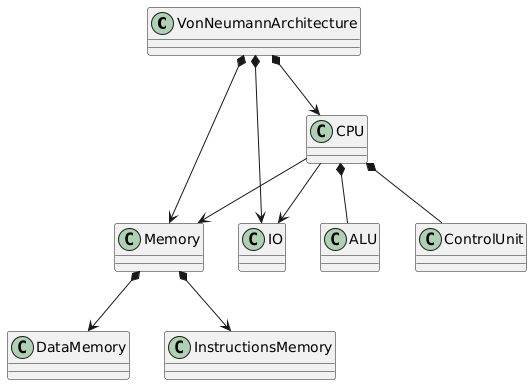 C VonNeumannArchitecture
C CPU
C Memory
C IO
C ALU
C ControlUnit
C DataMemory
C InstructionsMemory